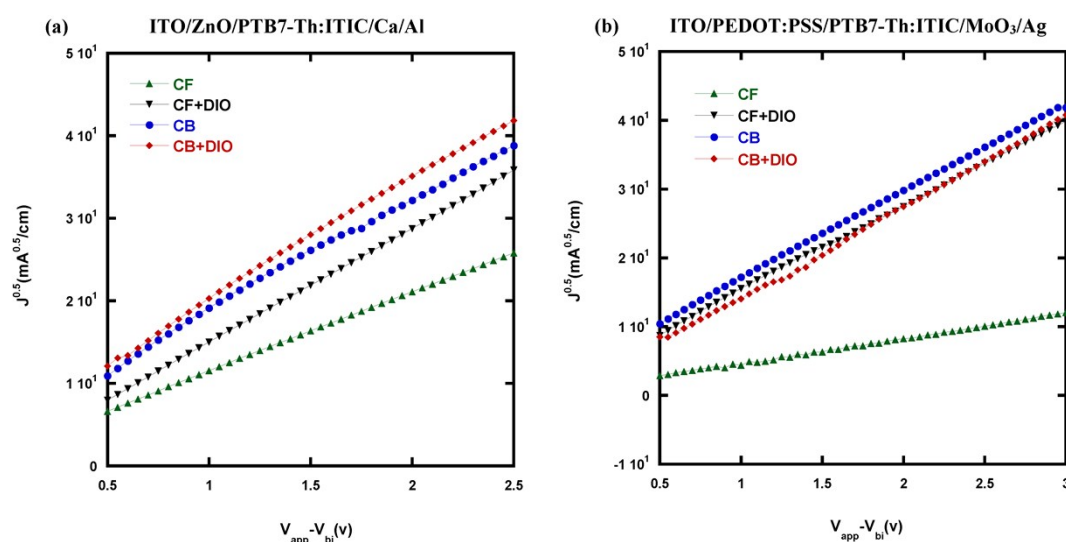 (a) ITO/ZnO/PTB7-Th:ITIC/Ca/Al
5 10¹
4 10¹
3 10¹
2 10¹
1 10¹
0
J^0.5(mA^0.5/cm)
CF
CF+DIO
CB
CB+DIO
0.5 1 1.5 2 2.5
V_app-V_bi(v)
(b) ITO/PEDOT:PSS/PTB7-Th:ITIC/MoO₃/Ag
5 10¹
4 10¹
3 10¹
2 10¹
1 10¹
0
-1 10¹
J^0.5(mA^0.5/cm)
CF
CF+DIO
CB
CB+DIO
0.5 1 1.5 2 2.5 3
V_app-V_bi(v)